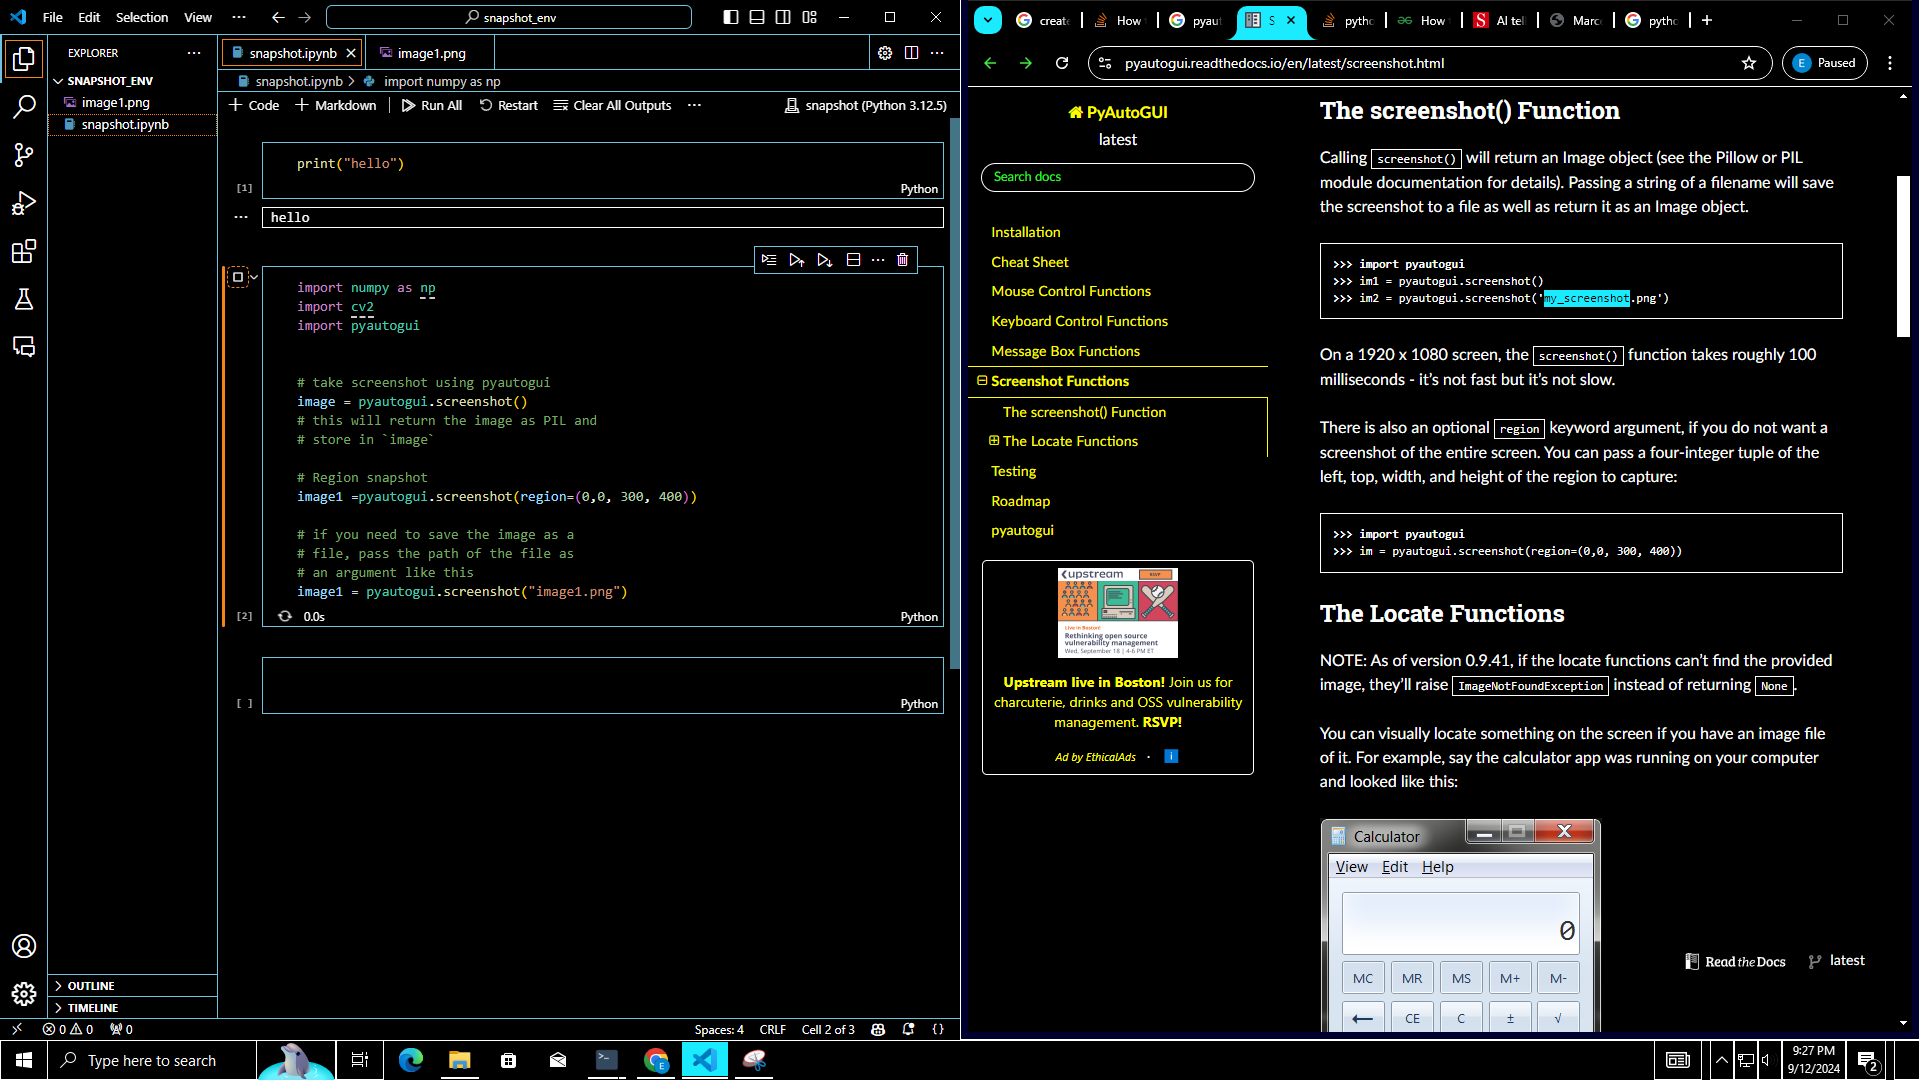 File Edit Selection View ··· snapshot_env
EXPLORER ···
SNAPSHOT_ENV
image1.png
snapshot.ipynb
OUTLINE
TIMELINE
snapshot.ipynb image1.png
snapshot.ipynb > import numpy as np
+ Code + Markdown Run All Restart Clear All Outputs ··· snapshot (Python 3.12.5)
print("hello")
[1] Python
hello
import numpy as np
import cv2
import pyautogui
# take screenshot using pyautogui
image = pyautogui.screenshot()
# this will return the image as PIL and
# store in `image`
# Region snapshot
image1 =pyautogui.screenshot(region=(0,0, 300, 400))
# if you need to save the image as a
# file, pass the path of the file as
# an argument like this
image1 = pyautogui.screenshot("image1.png")
[2] 0.0s Python
[ ] Python
0 0 0 Spaces: 4 CRLF Cell 2 of 3
create How pyaut S pytho How AI tell Marc pytho
pyautogui.readthedocs.io/en/latest/screenshot.html E Paused
PyAutoGUI
latest
Search docs
Installation
Cheat Sheet
Mouse Control Functions
Keyboard Control Functions
Message Box Functions
Screenshot Functions
The screenshot() Function
The Locate Functions
Testing
Roadmap
pyautogui
upstream RSVP
Live in Boston!
Rethinking open source
vulnerability management
Wed, September 18 | 4-6 PM ET
Upstream live in Boston! Join us for
charcuterie, drinks and OSS vulnerability
management. RSVP!
Ad by EthicalAds · i
The screenshot() Function
Calling screenshot() will return an Image object (see the Pillow or PIL
module documentation for details). Passing a string of a filename will save
the screenshot to a file as well as return it as an Image object.
>>> import pyautogui
>>> im1 = pyautogui.screenshot()
>>> im2 = pyautogui.screenshot('my_screenshot.png')
On a 1920 x 1080 screen, the screenshot() function takes roughly 100
milliseconds - it's not fast but it's not slow.
There is also an optional region keyword argument, if you do not want a
screenshot of the entire screen. You can pass a four-integer tuple of the
left, top, width, and height of the region to capture:
>>> import pyautogui
>>> im = pyautogui.screenshot(region=(0,0, 300, 400))
The Locate Functions
NOTE: As of version 0.9.41, if the locate functions can't find the provided
image, they'll raise ImageNotFoundException instead of returning None.
You can visually locate something on the screen if you have an image file
of it. For example, say the calculator app was running on your computer
and looked like this:
Calculator
View Edit Help
0
MC MR MS M+ M-
← CE C ± √
Read the Docs latest
Type here to search
9:27 PM
9/12/2024
2